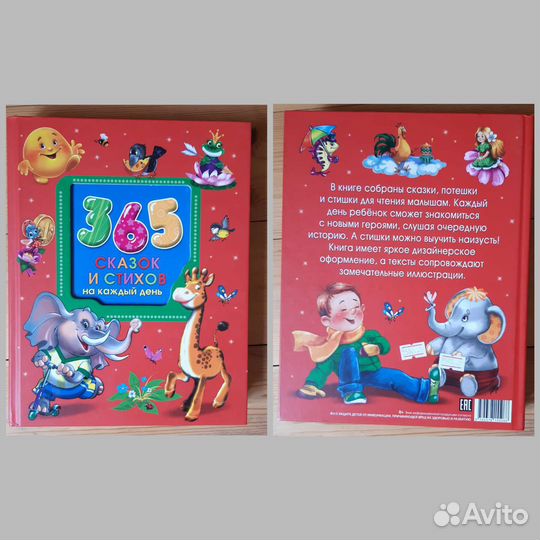 365
СКАЗОК И СТИХОВ
на каждый день
В книге собраны сказки, потешки
и стишки для чтения малышам. Каждый
день ребёнок сможет знакомиться
с новыми героями, слушая очередную
историю. А стишки можно выучить наизусть!
Книга имеет яркое дизайнерское
оформление, а тексты сопровождают
замечательные иллюстрации.
0+
EAC
Avito